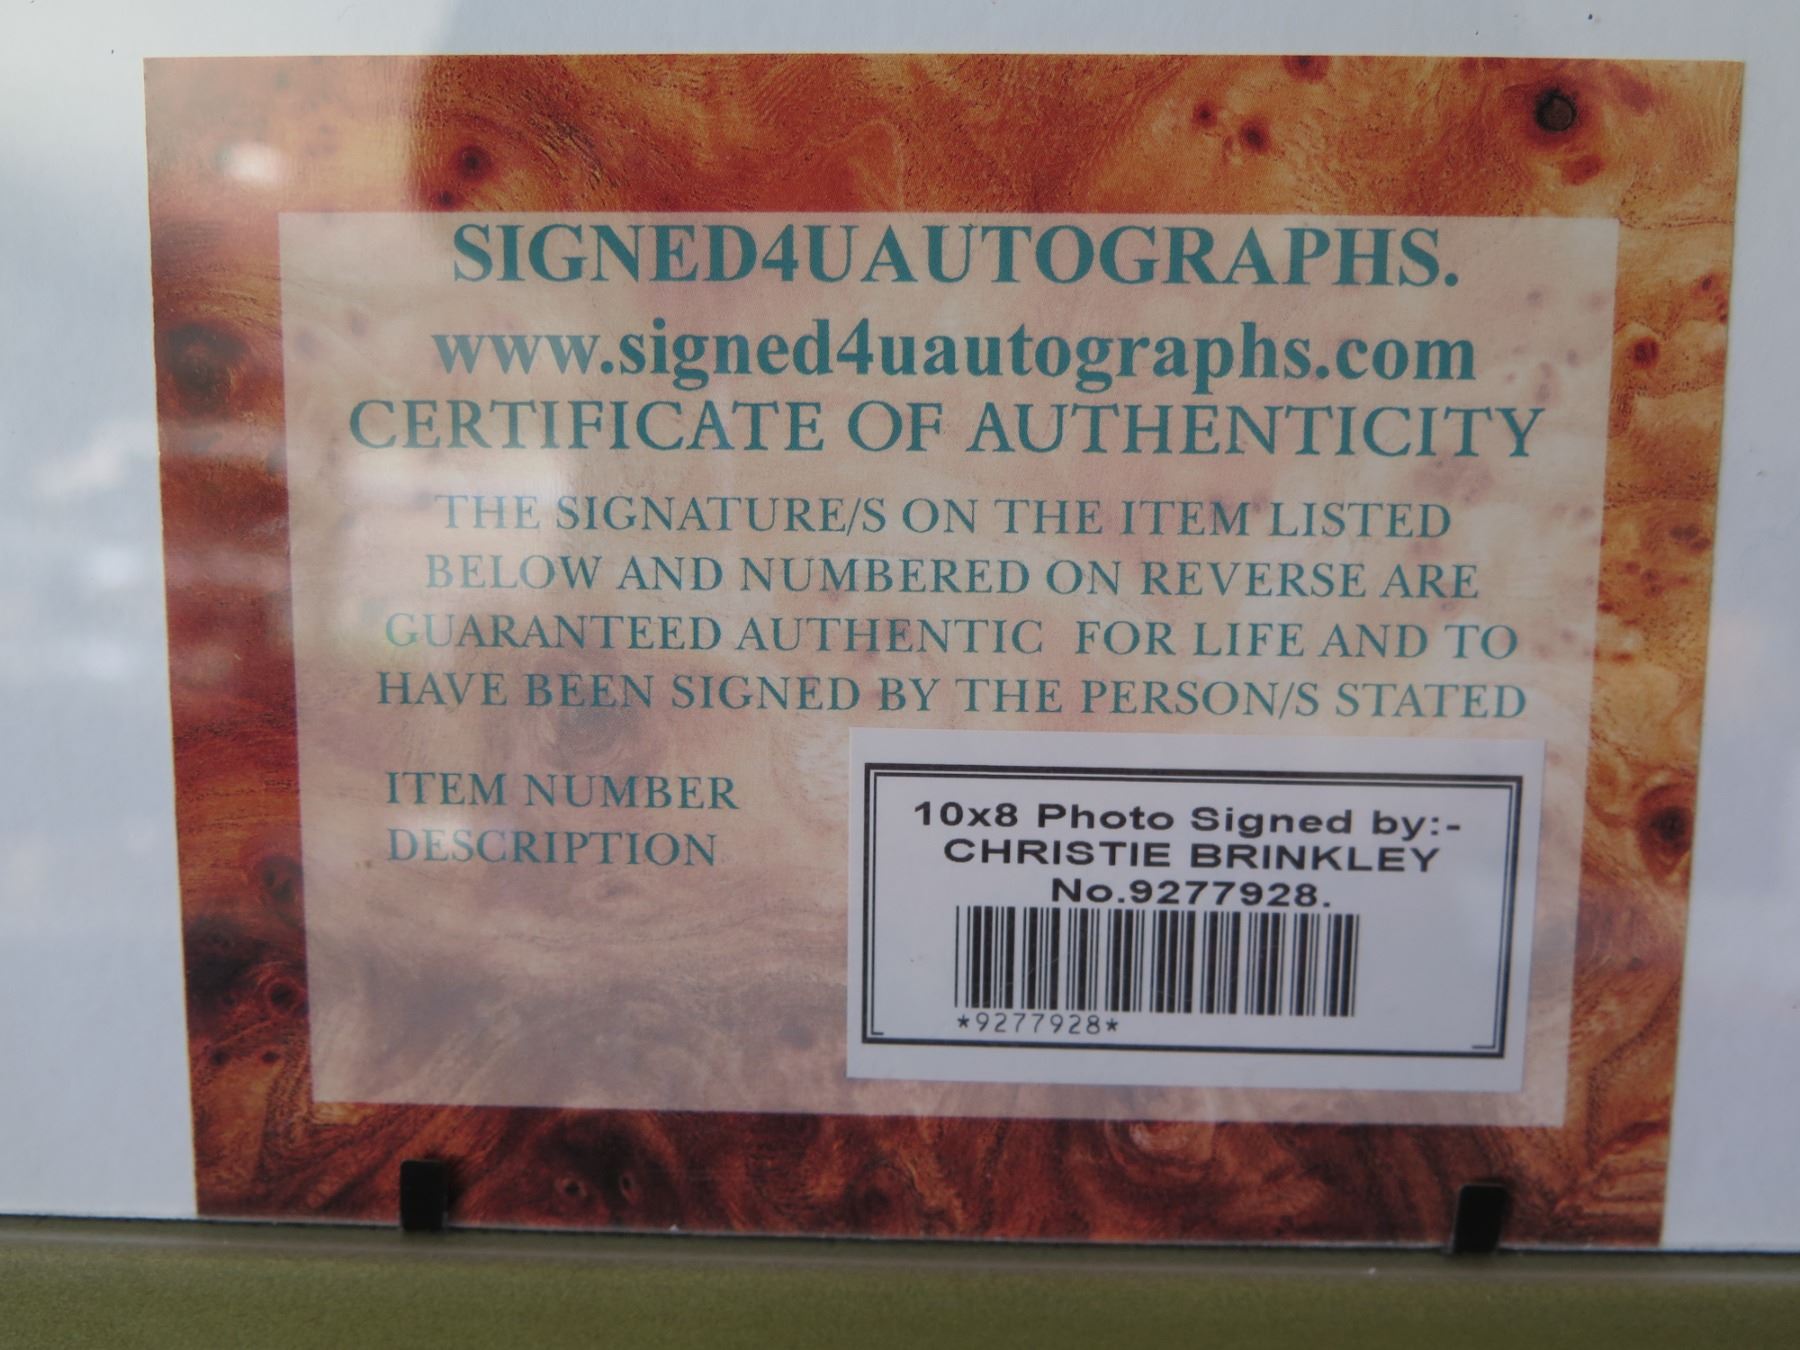 SIGNED4UAUTOGRAPHS.
www.signed4uautographs.com
CERTIFICATE OF AUTHENTICITY
THE SIGNATURE/S ON THE ITEM LISTED
BELOW AND NUMBERED ON REVERSE ARE
GUARANTEED AUTHENTIC FOR LIFE AND TO
HAVE BEEN SIGNED BY THE PERSON/S STATED
ITEM NUMBER
DESCRIPTION
10x8 Photo Signed by:-
CHRISTIE BRINKLEY
No.9277928.
*9277928*